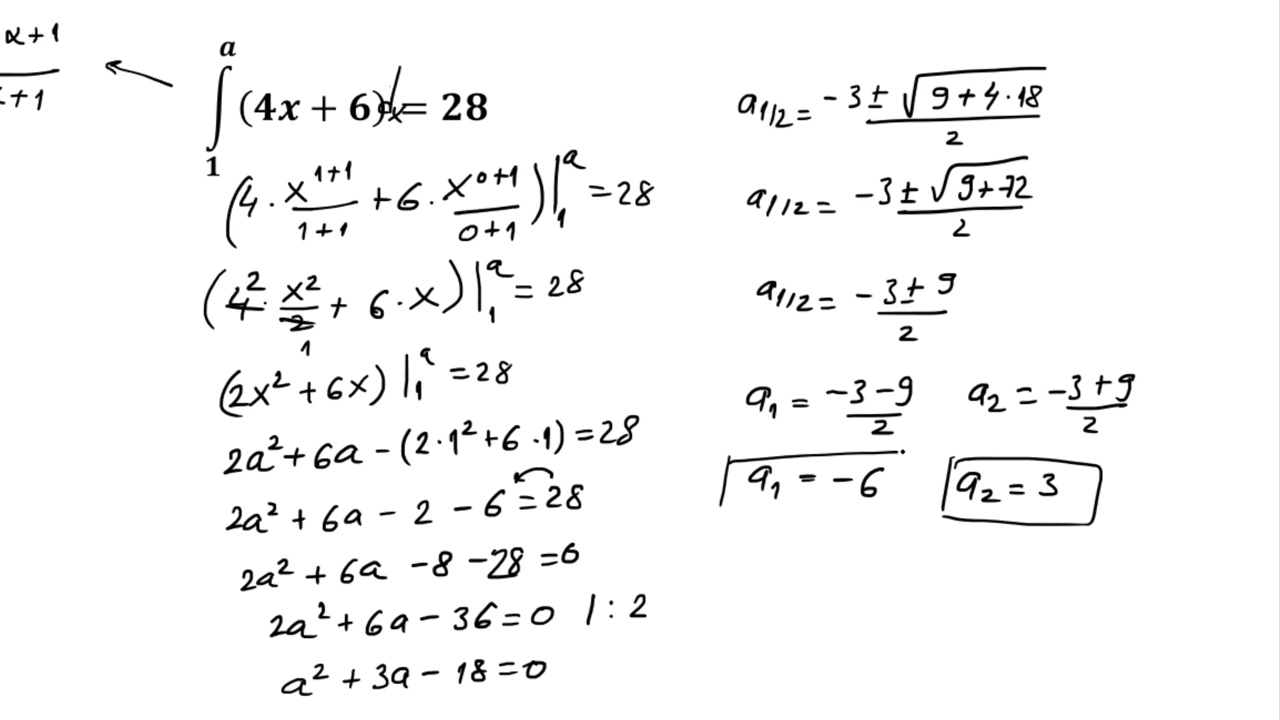 α+1
+1
∫₁ᵃ (4x + 6)dx = 28
(4 · x¹⁺¹/1+1 + 6 · x⁰⁺¹/0+1)|₁ᵃ = 28
(4² · x²/2 1 + 6 · x)|₁ᵃ = 28
(2x² + 6x)|₁ᵃ = 28
2a² + 6a - (2 · 1² + 6 · 1) = 28
2a² + 6a - 2 - 6 = 28
2a² + 6a - 8 - 28 = 0
2a² + 6a - 36 = 0 / : 2
a² + 3a - 18 = 0
a₁/₂ = -3 ± √9 + 4 · 18 / 2
a₁/₂ = -3 ± √9 + 72 / 2
a₁/₂ = -3 ± 9 / 2
a₁ = -3 - 9 / 2 a₂ = -3 + 9 / 2
a₁ = -6 a₂ = 3